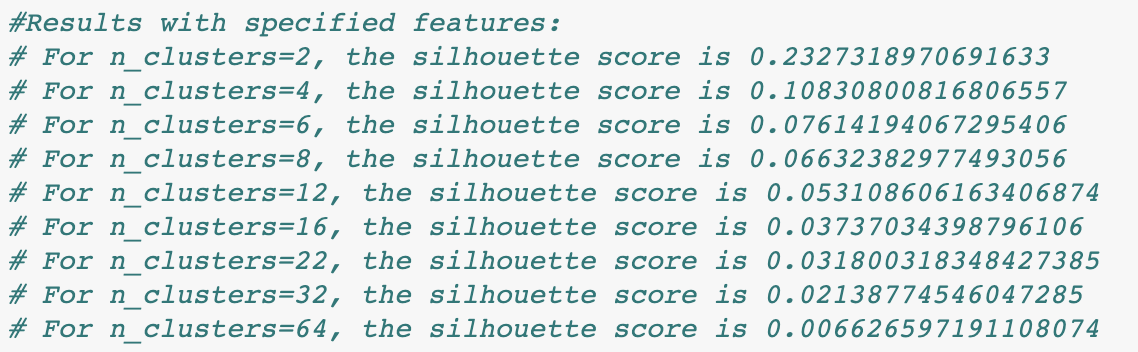 #Results with specified features:
# For n_clusters=2, the silhouette score is 0.2327318970691633
# For n_clusters=4, the silhouette score is 0.10830800816806557
# For n_clusters=6, the silhouette score is 0.07614194067295406
# For n_clusters=8, the silhouette score is 0.06632382977493056
# For n_clusters=12, the silhouette score is 0.053108606163406874
# For n_clusters=16, the silhouette score is 0.03737034398796106
# For n_clusters=22, the silhouette score is 0.031800318348427385
# For n_clusters=32, the silhouette score is 0.02138774546047285
# For n_clusters=64, the silhouette score is 0.006626597191108074